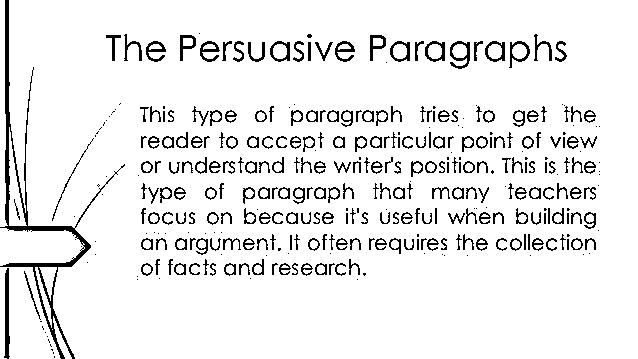 The Persuasive Paragraphs
This type of paragraph tries to get the
reader to accept a particular point of view
or understand the writer's position. This is the
type of paragraph that many teachers
focus on because it's useful when building
an argument. It often requires the collection
of facts and research.